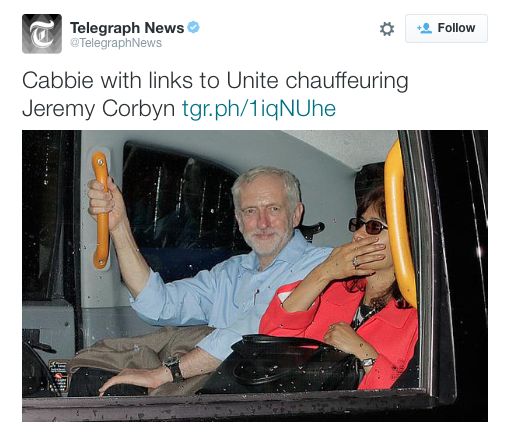 Telegraph News
@TelegraphNews
Follow
Cabbie with links to Unite chauffeuring
Jeremy Corbyn tgr.ph/1iqNUhe